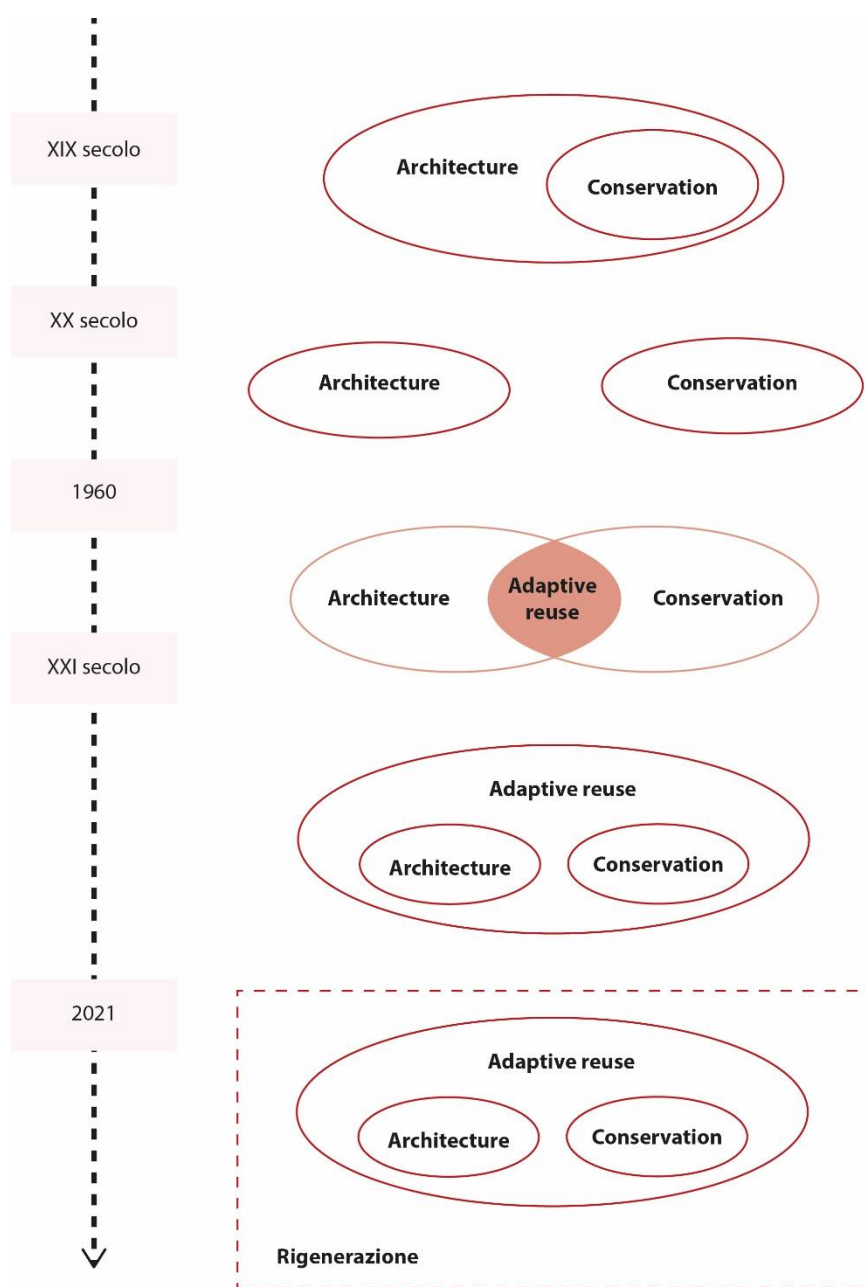 XIX secolo
Architecture
Conservation
XX secolo
Architecture
Conservation
1960
Architecture
Adaptive
reuse
Conservation
XXI secolo
Adaptive reuse
Architecture
Conservation
2021
Adaptive reuse
Architecture
Conservation
Rigenerazione